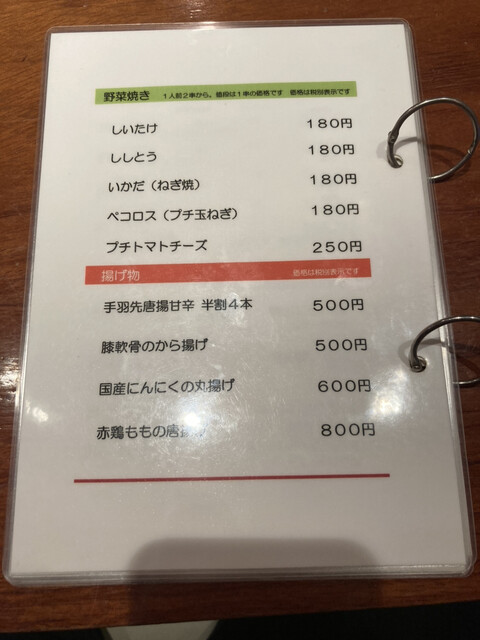 野菜焼き 1人前2串から。値段は1串の価格です 価格は税別表示です
しいたけ 180円
ししとう 180円
いかだ（ねぎ焼） 180円
ペコロス（プチ玉ねぎ） 180円
プチトマトチーズ 250円
揚げ物 価格は税別表示です
手羽先唐揚甘辛 半割4本 500円
膝軟骨のから揚げ 500円
国産にんにくの丸揚げ 600円
赤鶏ももの唐揚げ 800円